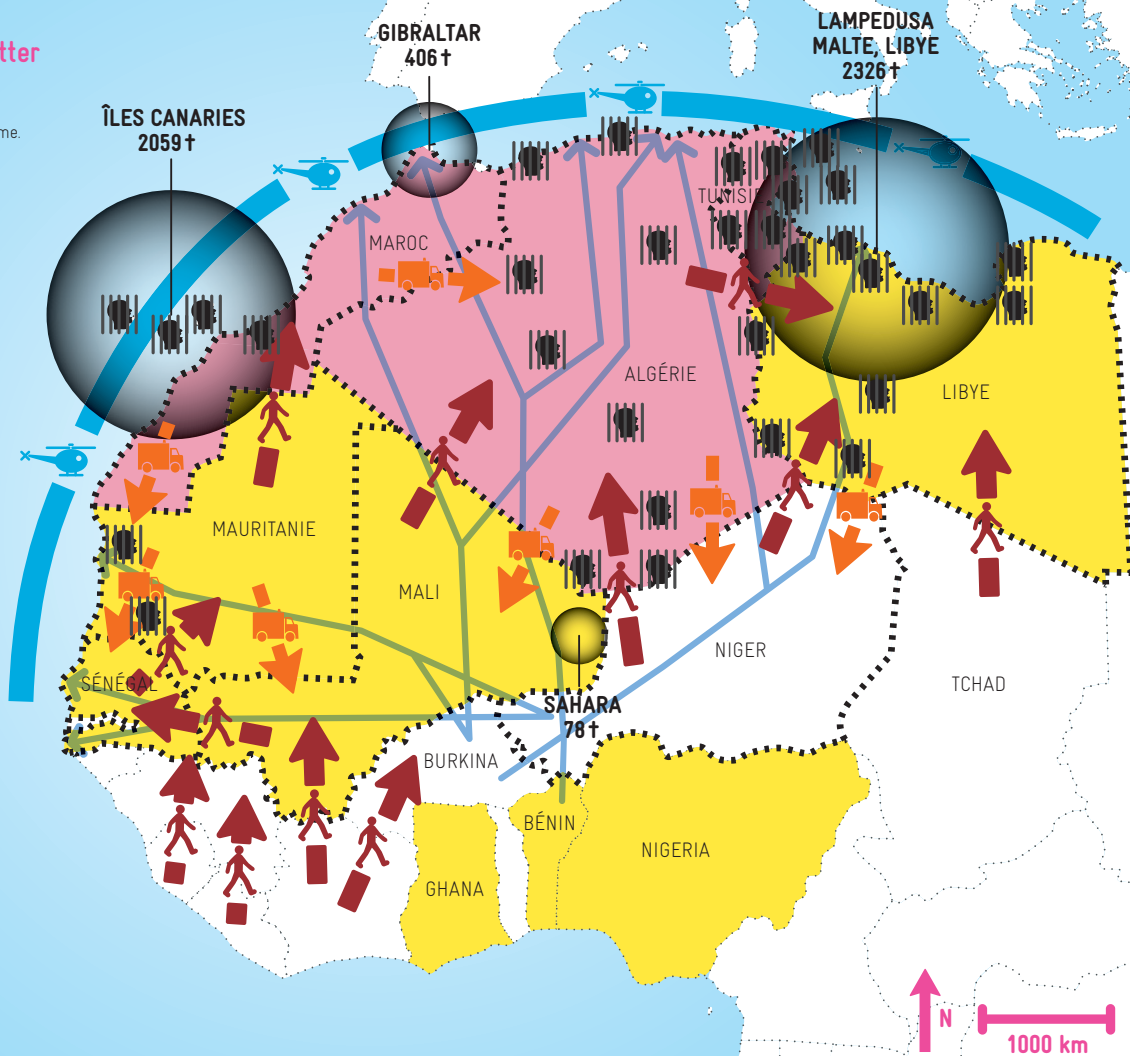 tter
me.
GIBRALTAR
406†
LAMPEDUSA
MALTE, LIBYE
2326†
ÎLES CANARIES
2059†
TUNISIE
MAROC
ALGÉRIE
LIBYE
MAURITANIE
MALI
NIGER
TCHAD
SÉNÉGAL
SAHARA
78†
BURKINA
BÉNIN
NIGERIA
GHANA
N
1000 km